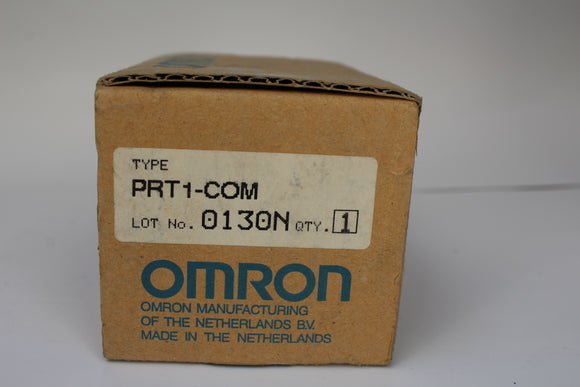 TYPE
PRT1-COM
LOT No. 0130N QTY. 1
OMRON
OMRON MANUFACTURING
OF THE NETHERLANDS B.V.
MADE IN THE NETHERLANDS